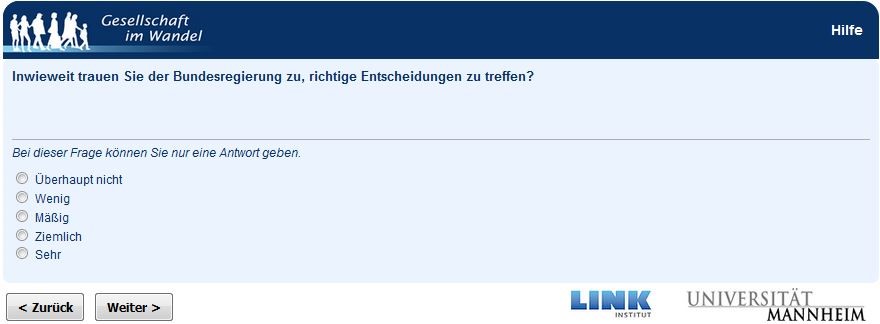 Gesellschaft
im Wandel
Hilfe
Inwieweit trauen Sie der Bundesregierung zu, richtige Entscheidungen zu treffen?
Bei dieser Frage können Sie nur eine Antwort geben.
Überhaupt nicht
Wenig
Mäßig
Ziemlich
Sehr
< Zurück
Weiter >
LINK
INSTITUT
UNIVERSITÄT
MANNHEIM